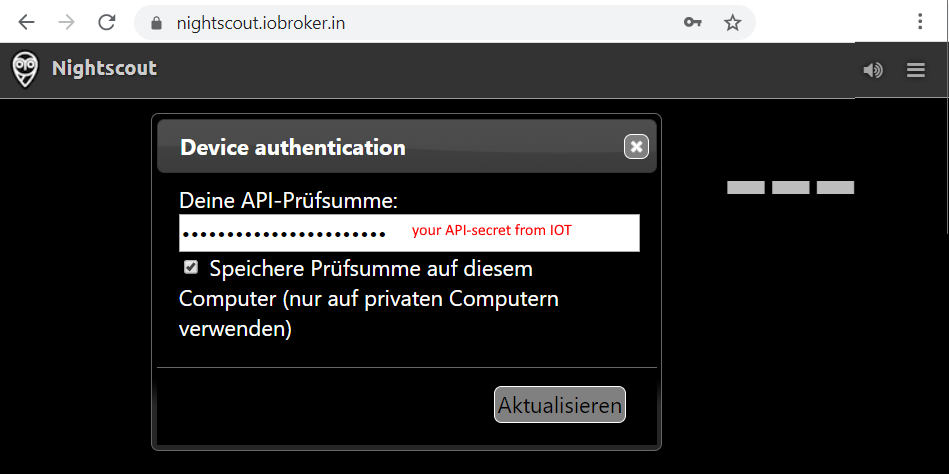 nightscout.iobroker.in
Nightscout
Device authentication
Deine API-Prüfsumme:
••••••••••••••••••••••• your API-secret from IOT
Speichere Prüfsumme auf diesem
Computer (nur auf privaten Computern
verwenden)
Aktualisieren